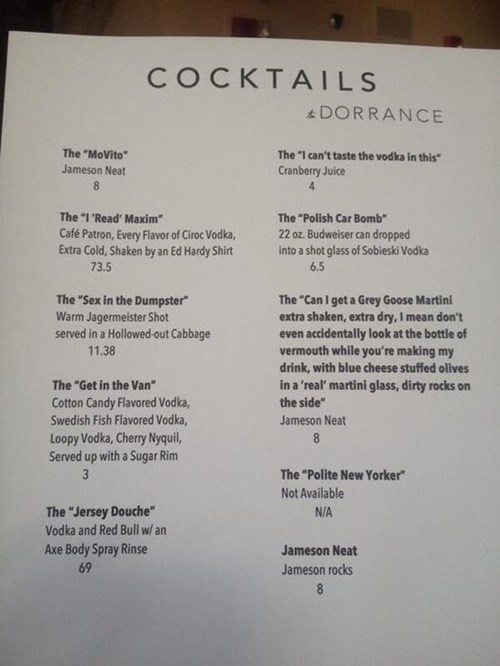 COCKTAILS
the DORRANCE
The "MoVito"
Jameson Neat
8
The "I 'Read' Maxim"
Café Patron, Every Flavor of Ciroc Vodka,
Extra Cold, Shaken by an Ed Hardy Shirt
73.5
The "Sex in the Dumpster"
Warm Jagermeister Shot
served in a Hollowed-out Cabbage
11.38
The "Get in the Van"
Cotton Candy Flavored Vodka,
Swedish Fish Flavored Vodka,
Loopy Vodka, Cherry Nyquil,
Served up with a Sugar Rim
3
The "Jersey Douche"
Vodka and Red Bull w/ an
Axe Body Spray Rinse
69
The "I can't taste the vodka in this"
Cranberry Juice
4
The "Polish Car Bomb"
22 oz. Budweiser can dropped
into a shot glass of Sobieski Vodka
6.5
The "Can I get a Grey Goose Martini
extra shaken, extra dry, I mean don't
even accidentally look at the bottle of
vermouth while you're making my
drink, with blue cheese stuffed olives
in a 'real' martini glass, dirty rocks on
the side"
Jameson Neat
8
The "Polite New Yorker"
Not Available
N/A
Jameson Neat
Jameson rocks
8